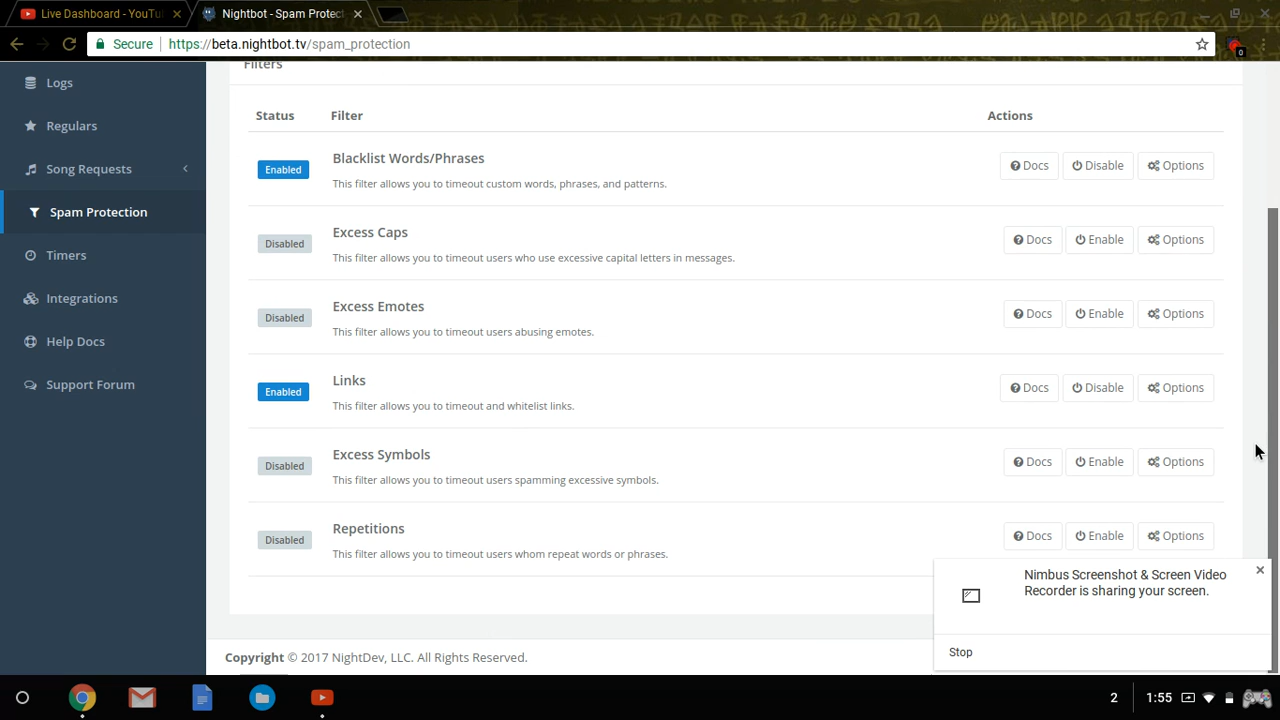 Live Dashboard - YouTu
Nightbot - Spam Protect
Secure
https://beta.nightbot.tv/spam_protection
0
Logs
Regulars
Song Requests
Spam Protection
Timers
Integrations
Help Docs
Support Forum
Filters
Status Filter Actions
Blacklist Words/Phrases
Enabled
This filter allows you to timeout custom words, phrases, and patterns.
Docs Disable Options
Excess Caps
Disabled
This filter allows you to timeout users who use excessive capital letters in messages.
Docs Enable Options
Excess Emotes
Disabled
This filter allows you to timeout users abusing emotes.
Docs Enable Options
Links
Enabled
This filter allows you to timeout and whitelist links.
Docs Disable Options
Excess Symbols
Disabled
This filter allows you to timeout users spamming excessive symbols.
Docs Enable Options
Repetitions
Disabled
This filter allows you to timeout users whom repeat words or phrases.
Docs Enable Options
Nimbus Screenshot & Screen Video
Recorder is sharing your screen.
Stop
Copyright © 2017 NightDev, LLC. All Rights Reserved.
2 1:55